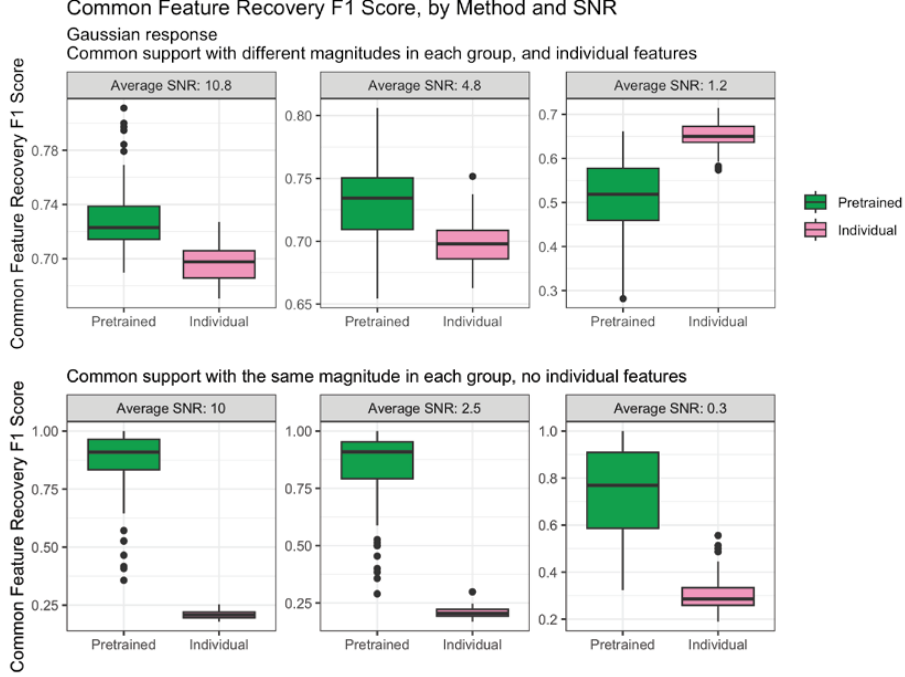 Common Feature Recovery F1 Score, by Method and SNR
Gaussian response
Common support with different magnitudes in each group, and individual features
Common Feature Recovery F1 Score
Average SNR: 10.8
0.78
0.74
0.70
Pretrained Individual
Average SNR: 4.8
0.80
0.75
0.70
0.65
Pretrained Individual
Average SNR: 1.2
0.7
0.6
0.5
0.4
0.3
Pretrained Individual
Pretrained
Individual
Common support with the same magnitude in each group, no individual features
Common Feature Recovery F1 Score
Average SNR: 10
1.00
0.75
0.50
0.25
Pretrained Individual
Average SNR: 2.5
1.00
0.75
0.50
0.25
Pretrained Individual
Average SNR: 0.3
1.0
0.8
0.6
0.4
0.2
Pretrained Individual